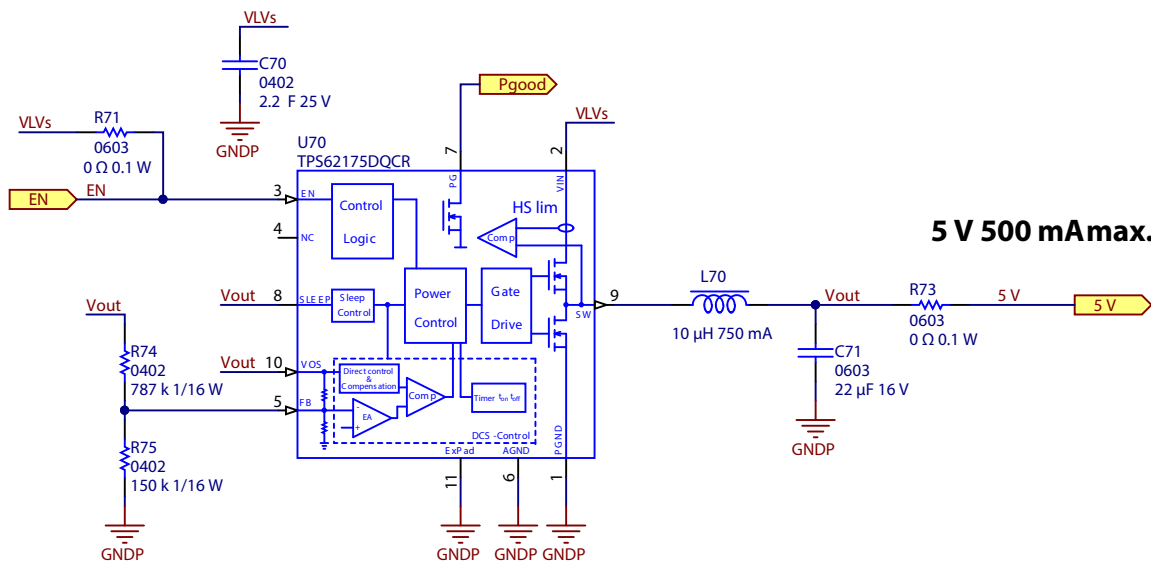 VLVs
C70
0402
2.2 F 25 V
GNDP
Pgood
VLVs
R71
0603
0 Ω 0.1 W
VLVs
U70
TPS62175DQCR
7
2
EN
EN
3
EN
Control
Logic
PG
VIN
HS lim
Comp
4
NC
5 V 500 mAmax.
Vout
8
SLEEP
Sleep
Control
Power
Control
Gate
Drive
SW
9
L70
10 µH 750 mA
Vout
R73
0603
0 Ω 0.1 W
5 V
5 V
C71
0603
22 µF 16 V
GNDP
Vout
R74
0402
787 k 1/16 W
Vout
10
VOS
Direct control
&
Compensation
Comp
Timer ton toff
5
FB
-
EA
+
DCS -Control
R75
0402
150 k 1/16 W
GNDP
ExPad
AGND
PGND
11
6
1
GNDP
GNDP
GNDP